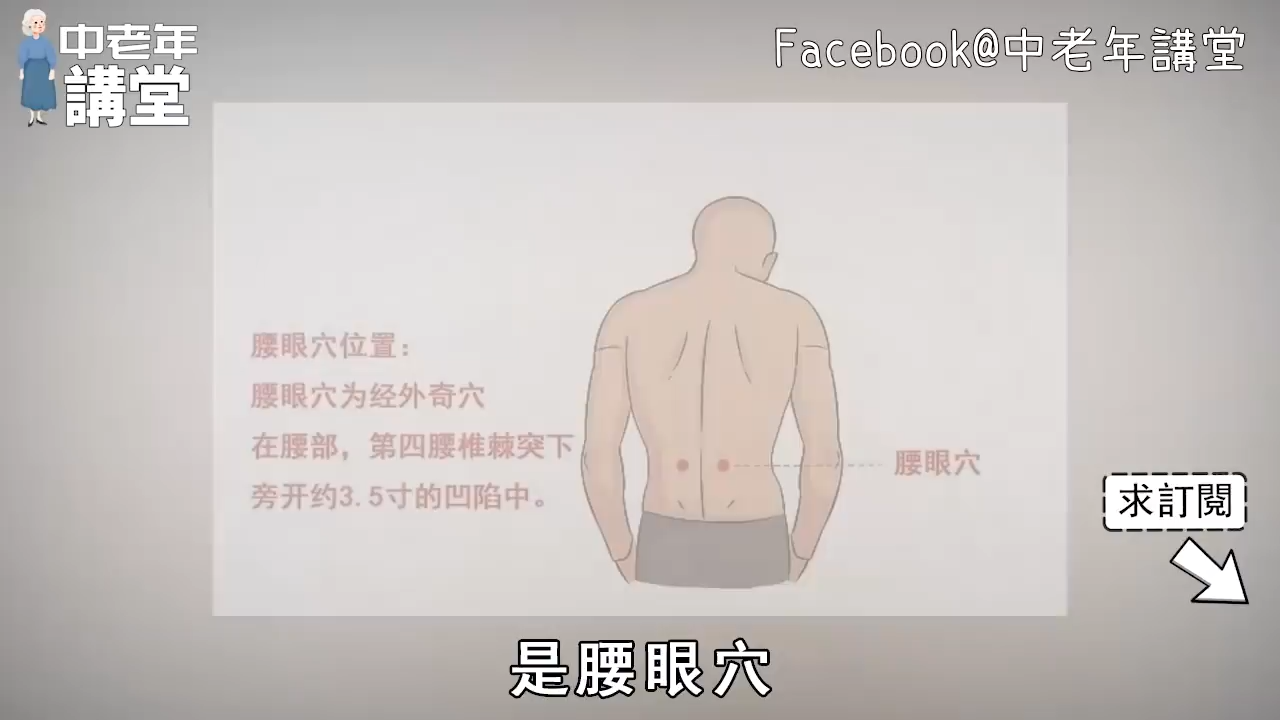 中老年
講堂
Facebook@中老年講堂
腰眼穴位置：
腰眼穴为经外奇穴
在腰部，第四腰椎棘突下
旁开约3.5寸的凹陷中。
腰眼穴
求訂閱
是腰眼穴